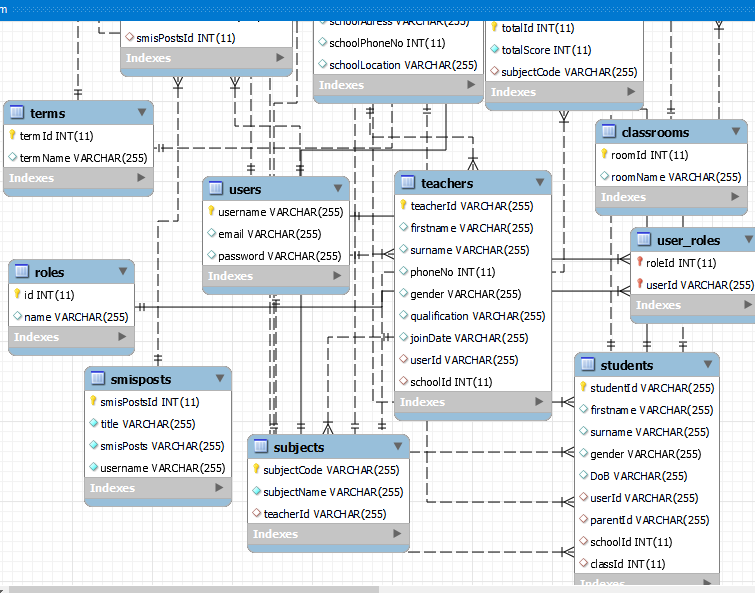 m
smisPostsId INT(11)
Indexes
schoolAdress VARCHAR(255)
schoolPhoneNo INT(11)
schoolLocation VARCHAR(255)
Indexes
totalId INT(11)
totalScore INT(11)
subjectCode VARCHAR(255)
Indexes
terms
termId INT(11)
termName VARCHAR(255)
Indexes
classrooms
roomId INT(11)
roomName VARCHAR(255)
Indexes
users
username VARCHAR(255)
email VARCHAR(255)
password VARCHAR(255)
Indexes
teachers
teacherId VARCHAR(255)
firstname VARCHAR(255)
surname VARCHAR(255)
phoneNo INT(11)
gender VARCHAR(255)
qualification VARCHAR(255)
joinDate VARCHAR(255)
userId VARCHAR(255)
schoolId INT(11)
Indexes
user_roles
roleId INT(11)
userId VARCHAR(255)
Indexes
roles
id INT(11)
name VARCHAR(255)
Indexes
smisposts
smisPostsId INT(11)
title VARCHAR(255)
smisPosts VARCHAR(255)
username VARCHAR(255)
Indexes
subjects
subjectCode VARCHAR(255)
subjectName VARCHAR(255)
teacherId VARCHAR(255)
Indexes
students
studentId VARCHAR(255)
firstname VARCHAR(255)
surname VARCHAR(255)
gender VARCHAR(255)
DoB VARCHAR(255)
userId VARCHAR(255)
parentId VARCHAR(255)
schoolId INT(11)
classId INT(11)
Indexes